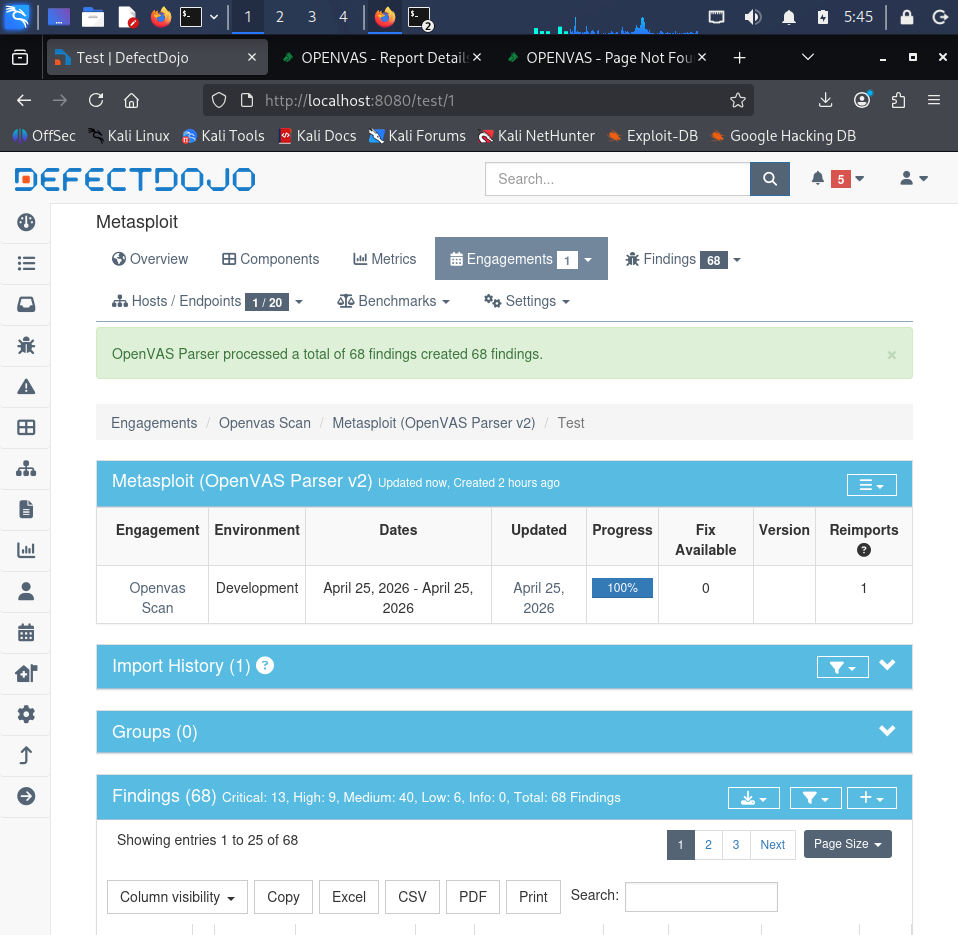 1 2 3 4 2 5:45
Test | DefectDojo OPENVAS - Report Details OPENVAS - Page Not Fou
http://localhost:8080/test/1
OffSec Kali Linux Kali Tools Kali Docs Kali Forums Kali NetHunter Exploit-DB Google Hacking DB
DEFECTDOJO Search... 5
Metasploit
Overview Components Metrics Engagements 1 Findings 68
Hosts / Endpoints 1 / 20 Benchmarks Settings
OpenVAS Parser processed a total of 68 findings created 68 findings. ×
Engagements / Openvas Scan / Metasploit (OpenVAS Parser v2) / Test
Metasploit (OpenVAS Parser v2) Updated now, Created 2 hours ago
Engagement Environment Dates Updated Progress Fix Version Reimports
Available ?
Openvas Development April 25, 2026 - April 25, April 25, 100% 0 1
Scan 2026 2026
Import History (1) ?
Groups (0)
Findings (68) Critical: 13, High: 9, Medium: 40, Low: 6, Info: 0, Total: 68 Findings
Showing entries 1 to 25 of 68 1 2 3 Next Page Size
Column visibility Copy Excel CSV PDF Print Search: